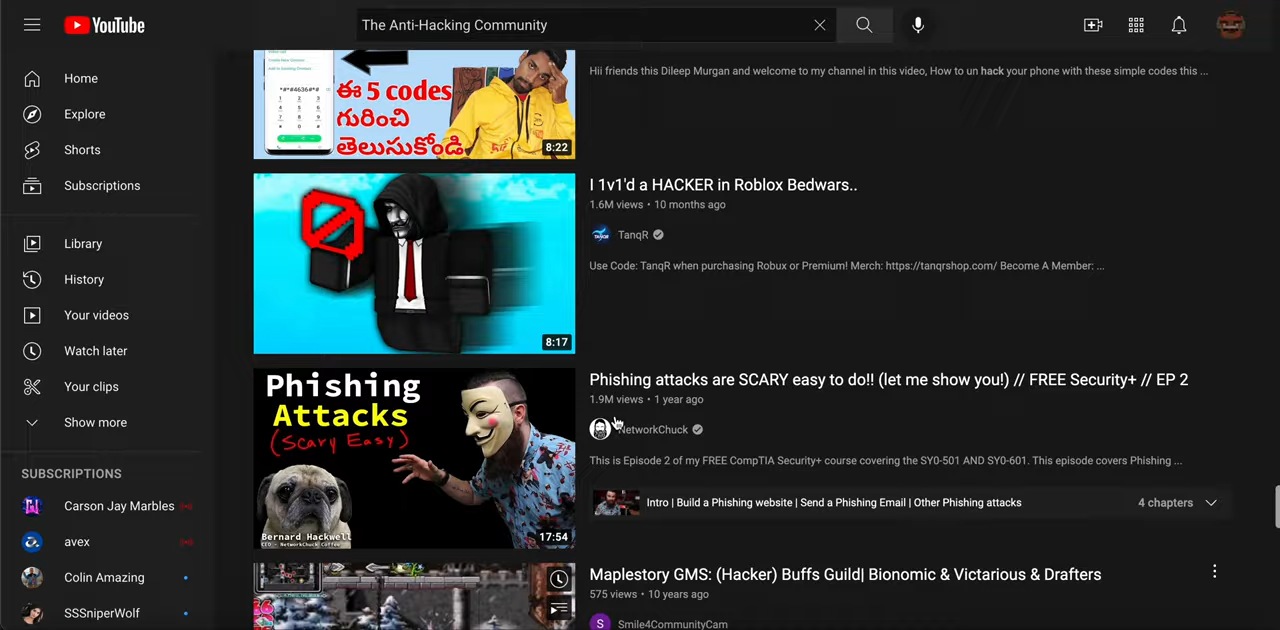 YouTube
The Anti-Hacking Community
Home
Explore
Shorts
Subscriptions
Library
History
Your videos
Watch later
Your clips
Show more
SUBSCRIPTIONS
Carson Jay Marbles
avex
Colin Amazing
SSSniperWolf
*#*#4636#*#
ఈ 5 codes
గురించి
తెలుసుకోండి
8:22
Hii friends this Dileep Murgan and welcome to my channel in this video, How to un hack your phone with these simple codes this ...
8:17
I 1v1'd a HACKER in Roblox Bedwars..
1.6M views • 10 months ago
TanqR
Use Code: TanqR when purchasing Robux or Premium! Merch: https://tanqrshop.com/ Become A Member: ...
Phishing
Attacks
(Scary Easy)
Bernard Hackwell
CEO - NetworkChuck Coffee
17:54
Phishing attacks are SCARY easy to do!! (let me show you!) // FREE Security+ // EP 2
1.9M views • 1 year ago
NetworkChuck
This is Episode 2 of my FREE CompTIA Security+ course covering the SY0-501 AND SY0-601. This episode covers Phishing ...
Intro | Build a Phishing website | Send a Phishing Email | Other Phishing attacks
4 chapters
Maplestory GMS: (Hacker) Buffs Guild| Bionomic & Victarious & Drafters
575 views • 10 years ago
S
Smile4CommunityCam